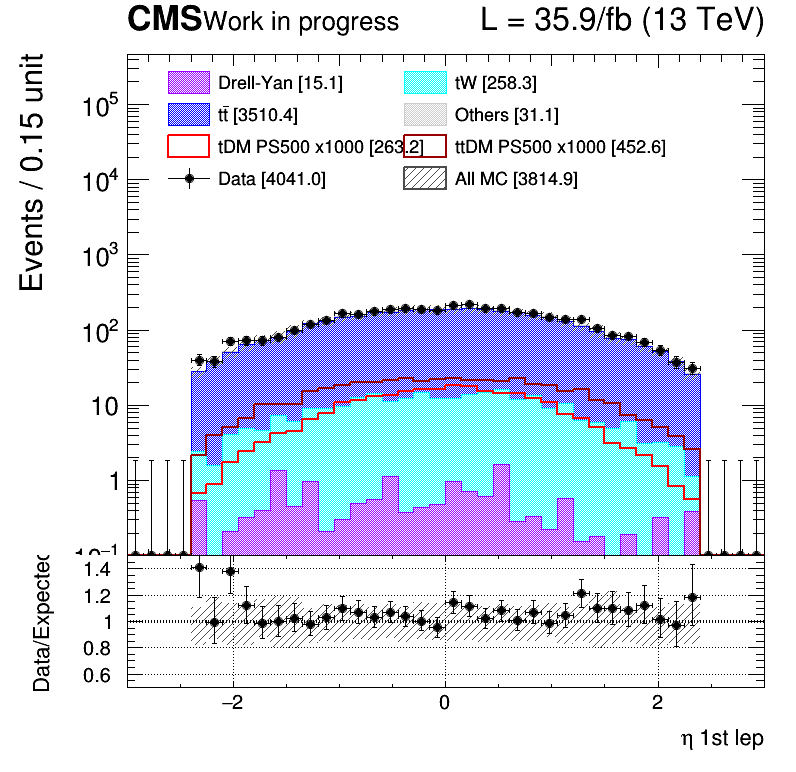 CMS Work in progress L = 35.9/fb (13 TeV)
Events / 0.15 unit
Drell-Yan [15.1] tW [258.3]
tt̄ [3510.4] Others [31.1]
tDM PS500 x1000 [263.2] ttDM PS500 x1000 [452.6]
Data [4041.0] All MC [3814.9]
10⁵
10⁴
10³
10²
10
1
10⁻¹
Data/Expected
1.4
1.2
1
0.8
0.6
−2 0 2
η 1st lep